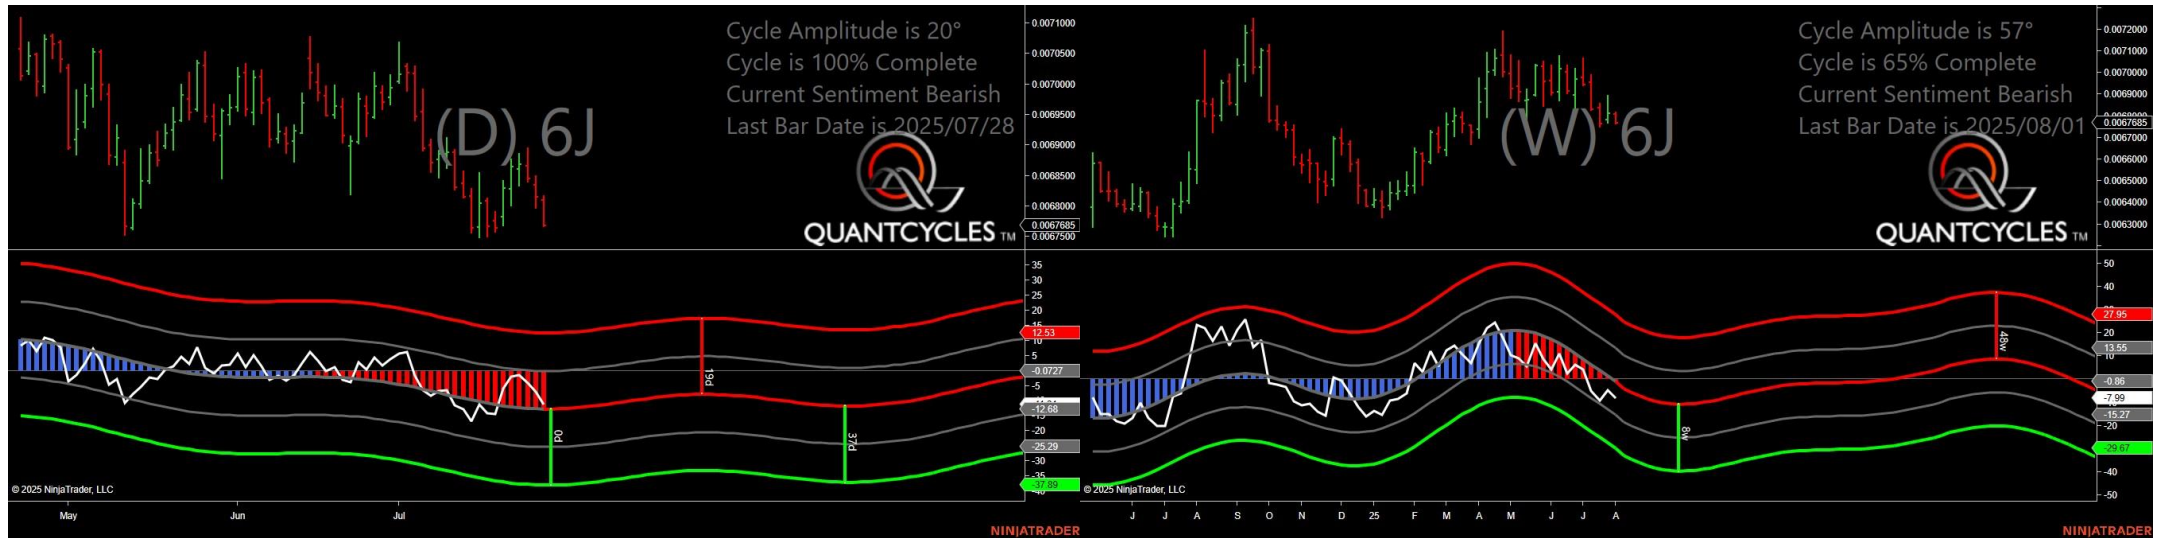 Cycle Amplitude is 20°
Cycle is 100% Complete
Current Sentiment Bearish
Last Bar Date is 2025/07/28
(D) 6J
QUANTCYCLES TM
0.0071000
0.0070500
0.0070000
0.0069500
0.0069000
0.0068500
0.0068000
0.0067685
0.0067500
35
30
25
20
15
12.53
10
5
-0.0727
-5
-12.68
-20
-25.29
-30
-35
-37.89
-40
19d
0d
37d
© 2025 NinjaTrader, LLC
May Jun Jul
NINJATRADER
Cycle Amplitude is 57°
Cycle is 65% Complete
Current Sentiment Bearish
Last Bar Date is 2025/08/01
(W) 6J
QUANTCYCLES TM
0.0072000
0.0071000
0.0070000
0.0069000
0.0067685
0.0067000
0.0066000
0.0065000
0.0064000
0.0063000
50
40
30
27.95
20
13.55
10
-0.86
-7.99
-15.27
-20
-29.67
-40
-50
48w
8w
© 2025 NinjaTrader, LLC
J J A S O N D 25 F M A M J J A
NINJATRADER